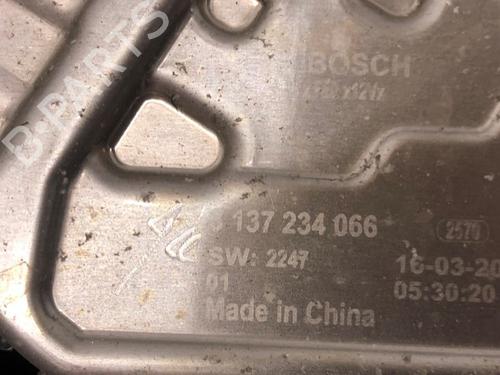 B-PARTS
BOSCH
137 234 066
2570
SW: 2247
16-03-20
01
05:30:20
Made in China